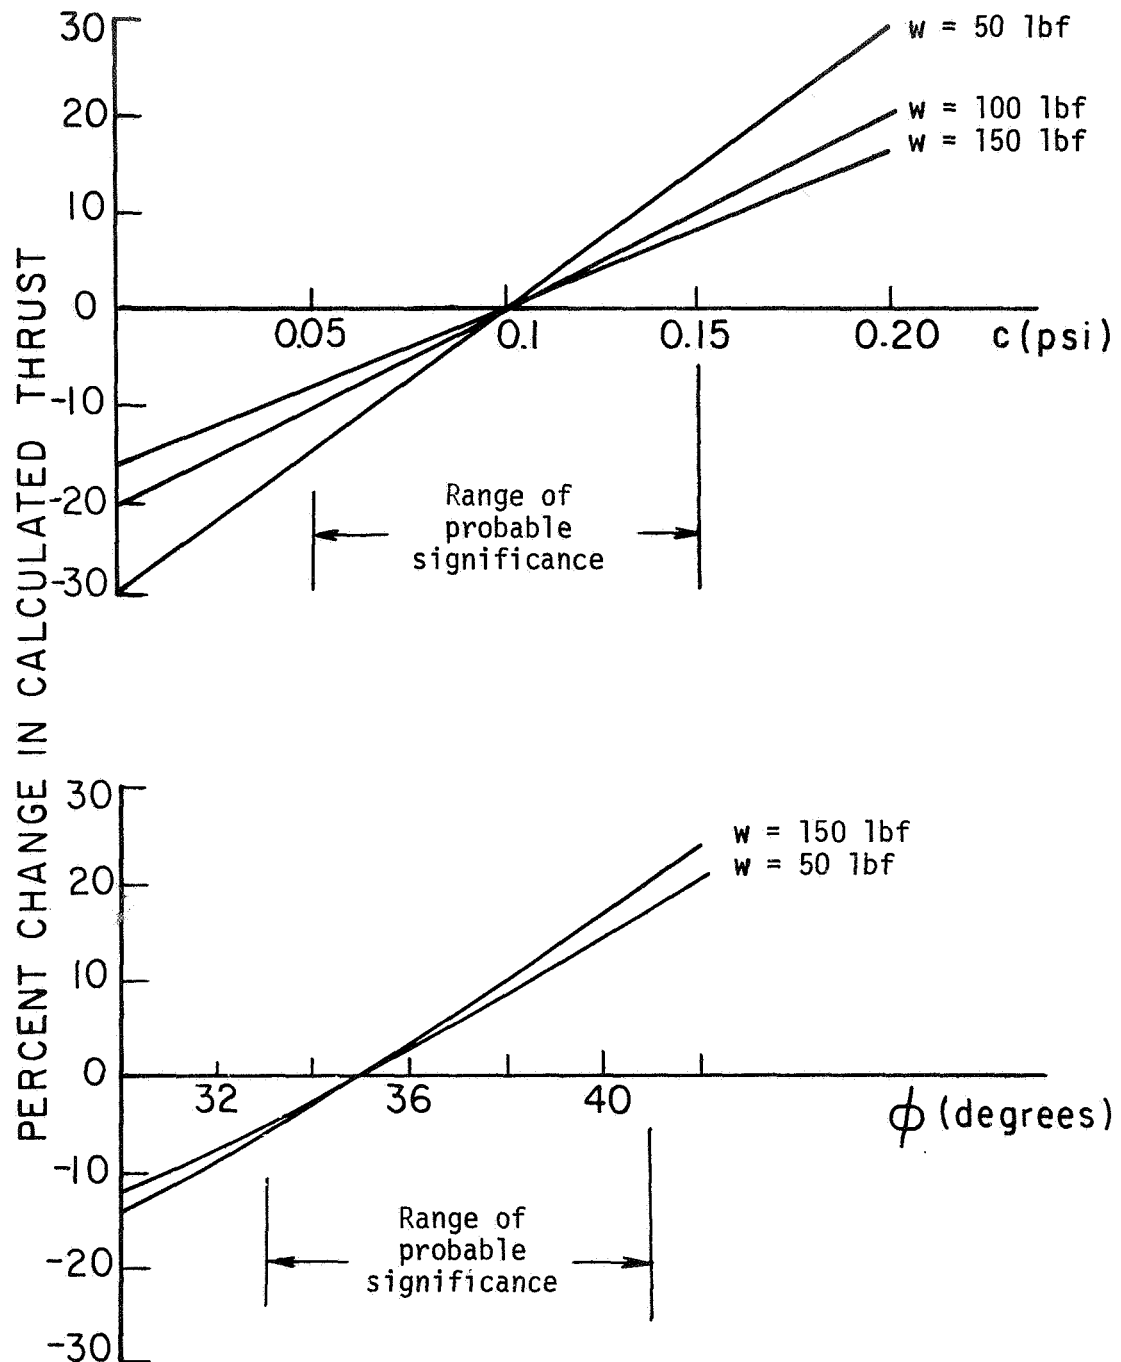 PERCENT CHANGE IN CALCULATED THRUST
30
20
10
0
-10
-20
-30
0.05
0.1
0.15
0.20
c (psi)
w = 50 lbf
w = 100 lbf
w = 150 lbf
Range of
probable
significance
30
20
10
0
-10
-20
-30
32
36
40
ϕ (degrees)
w = 150 lbf
w = 50 lbf
Range of
probable
significance